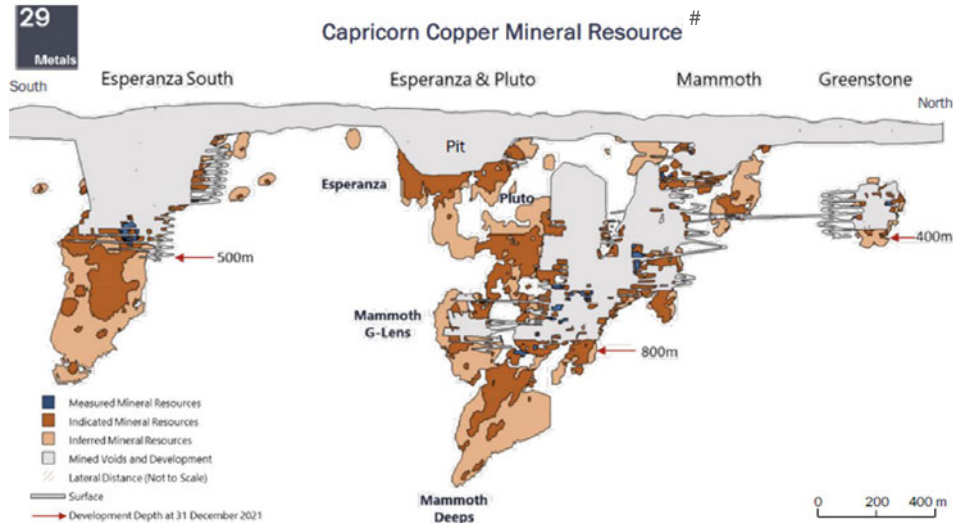 29
Metals
Capricorn Copper Mineral Resource #
South
Esperanza South
Esperanza & Pluto
Mammoth
Greenstone
North
Pit
Esperanza
Pluto
400m
500m
Mammoth
G-Lens
800m
Measured Mineral Resources
Indicated Mineral Resources
Inferred Mineral Resources
Mined Voids and Development
Lateral Distance (Not to Scale)
Surface
Development Depth at 31 December 2021
Mammoth
Deeps
0 200 400 m